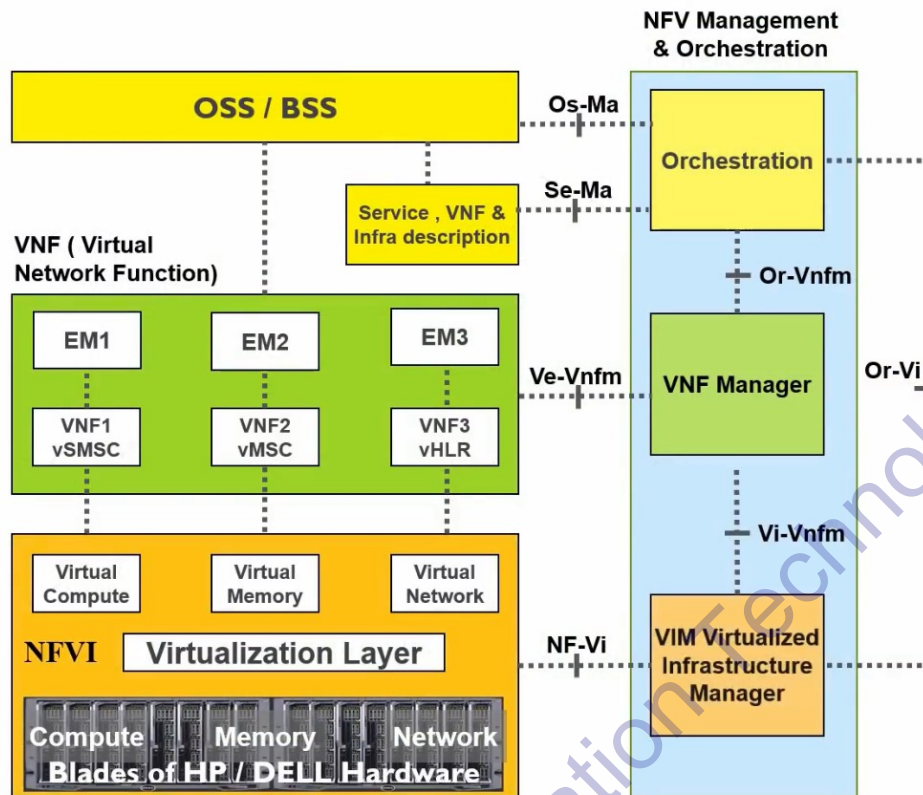 NFV Management
& Orchestration
OSS / BSS
Os-Ma
Orchestration
Se-Ma
Service , VNF &
Infra description
VNF ( Virtual
Network Function)
Or-Vnfm
EM1
EM2
EM3
Ve-Vnfm
VNF Manager
Or-Vi
VNF1
vSMSC
VNF2
vMSC
VNF3
vHLR
Vi-Vnfm
Virtual
Compute
Virtual
Memory
Virtual
Network
NFVI
Virtualization Layer
NF-Vi
VIM Virtualized
Infrastructure
Manager
Compute
Memory
Network
Blades of HP / DELL Hardware